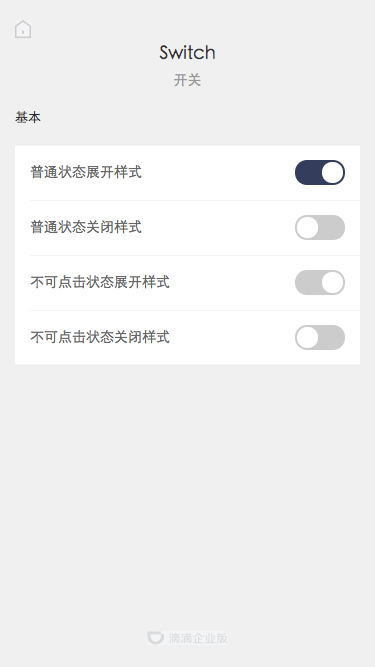 Switch
开关
基本
普通状态展开样式
普通状态关闭样式
不可点击状态展开样式
不可点击状态关闭样式
滴滴企业版